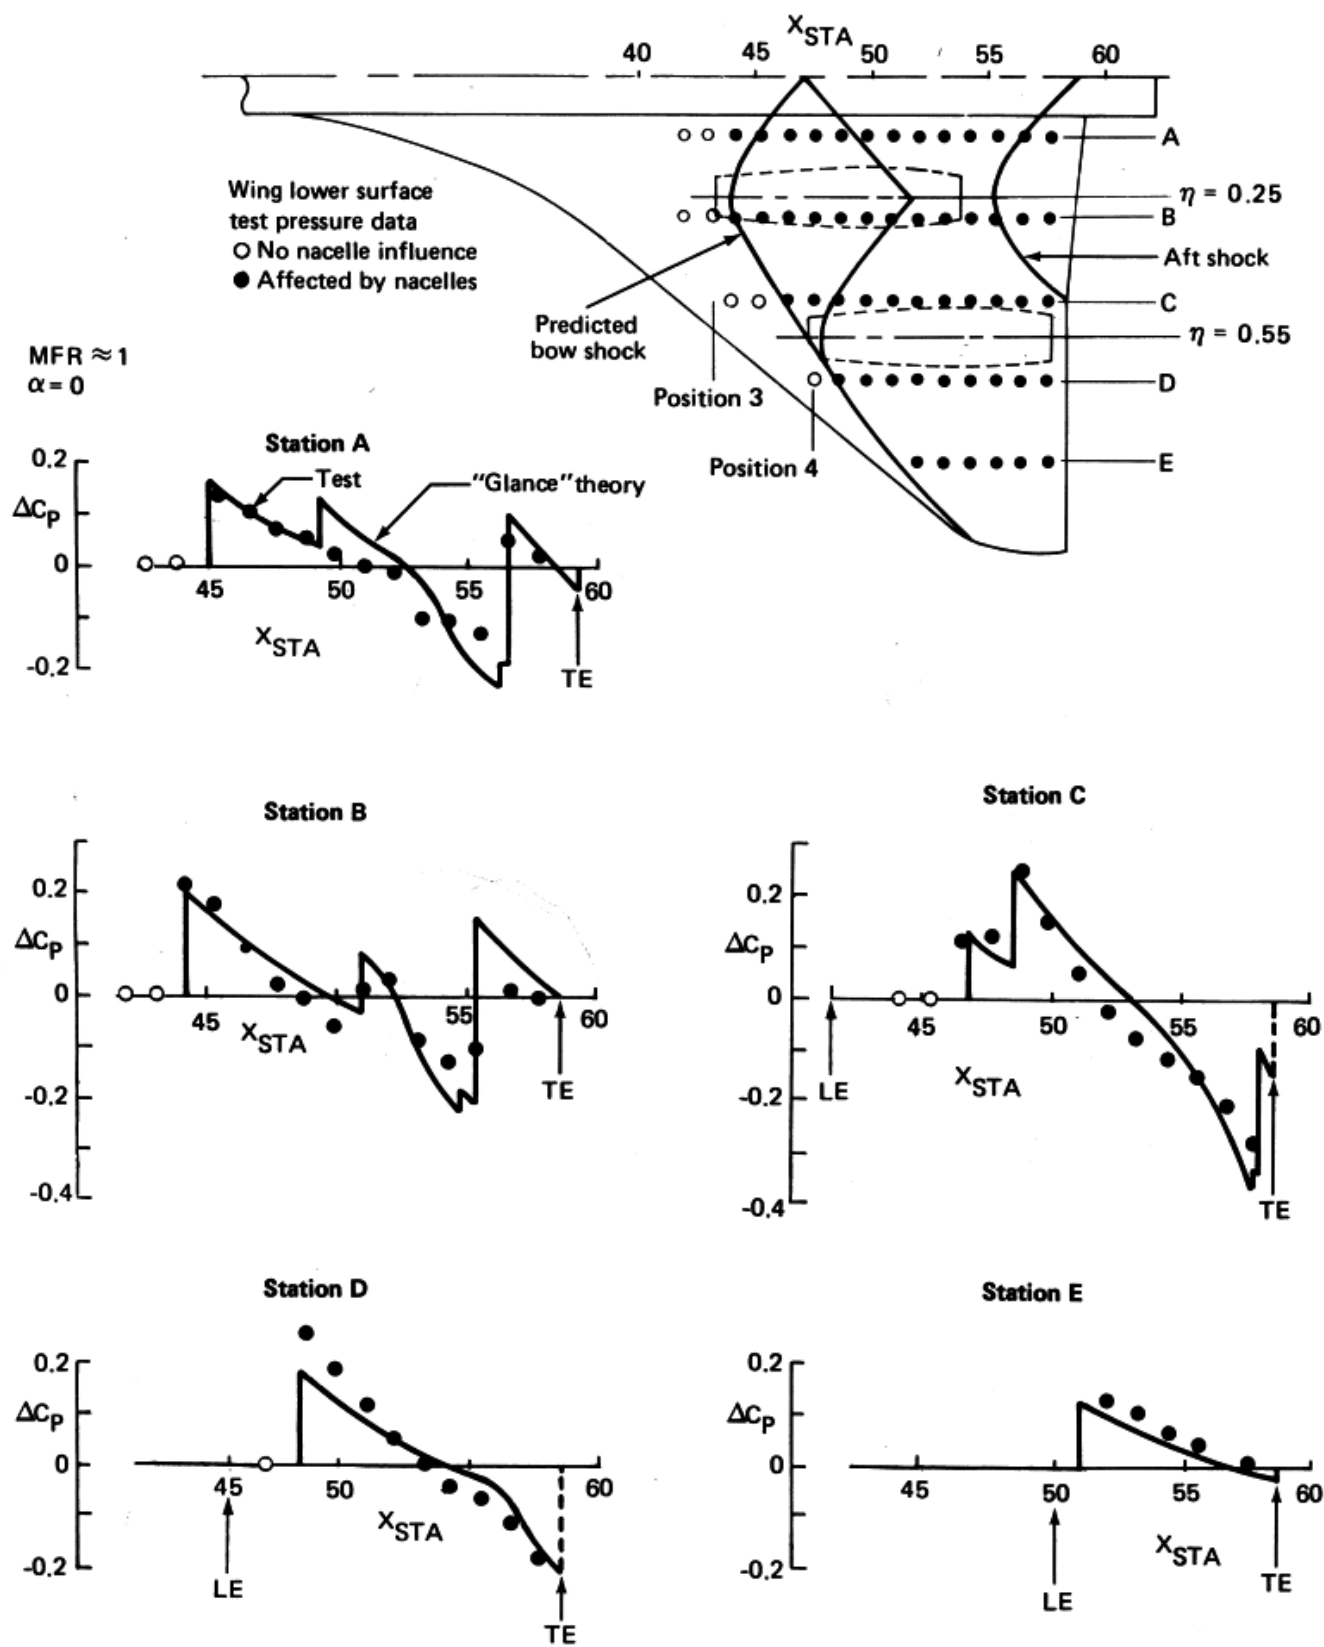 X_STA
40 45 50 55 60
A
η = 0.25
B
Aft shock
C
η = 0.55
D
E
Wing lower surface
test pressure data
○ No nacelle influence
● Affected by nacelles
Predicted
bow shock
Position 3
Position 4
MFR ≈ 1
α = 0
Station A
0.2
ΔC_P
0
-0.2
Test
"Glance" theory
45 50 55 60
X_STA
TE
Station B
0.2
ΔC_P
0
-0.2
-0.4
45 55 60
X_STA
TE
Station C
0.2
ΔC_P
0
-0.2
-0.4
45 50 55 60
X_STA
LE
TE
Station D
0.2
ΔC_P
0
-0.2
45 50 60
X_STA
LE
TE
Station E
0.2
ΔC_P
0
-0.2
45 50 55 60
X_STA
LE
TE